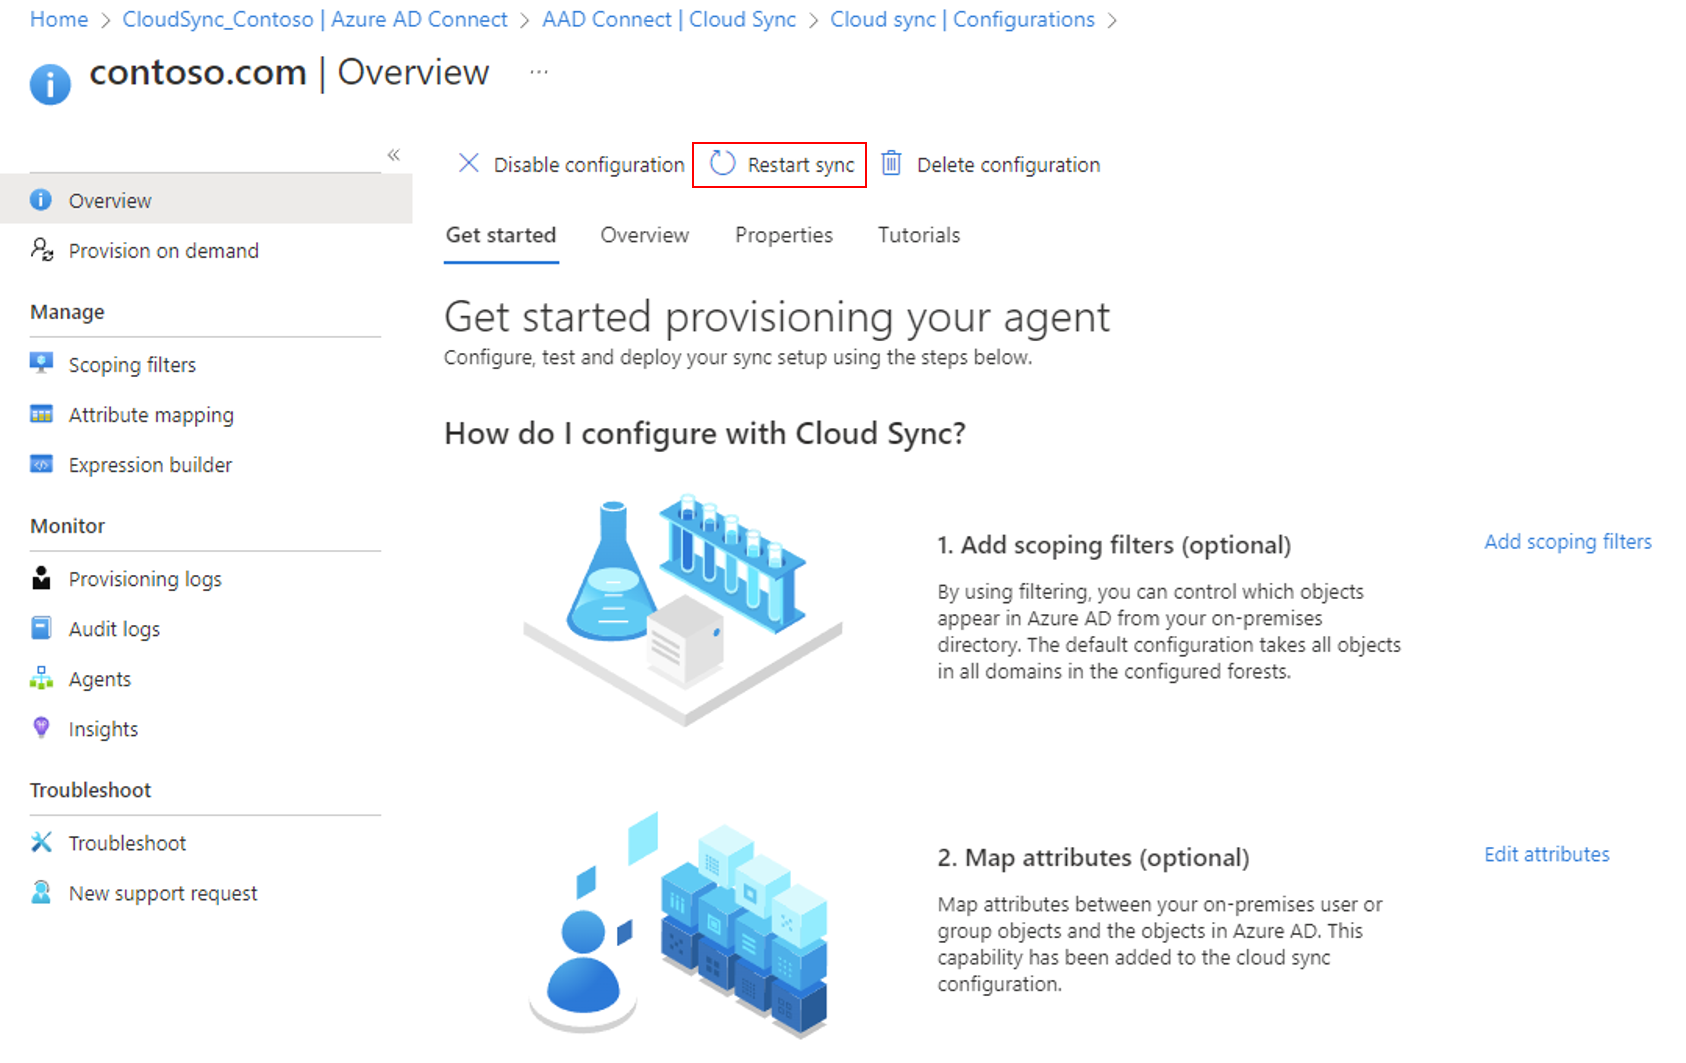 Home > CloudSync_Contoso | Azure AD Connect > AAD Connect | Cloud Sync > Cloud sync | Configurations >
contoso.com | Overview ...
«
Disable configuration Restart sync Delete configuration
Overview
Provision on demand
Manage
Scoping filters
Attribute mapping
Expression builder
Monitor
Provisioning logs
Audit logs
Agents
Insights
Troubleshoot
Troubleshoot
New support request
Get started Overview Properties Tutorials
Get started provisioning your agent
Configure, test and deploy your sync setup using the steps below.
How do I configure with Cloud Sync?
1. Add scoping filters (optional)
Add scoping filters
By using filtering, you can control which objects
appear in Azure AD from your on-premises
directory. The default configuration takes all objects
in all domains in the configured forests.
2. Map attributes (optional)
Edit attributes
Map attributes between your on-premises user or
group objects and the objects in Azure AD. This
capability has been added to the cloud sync
configuration.